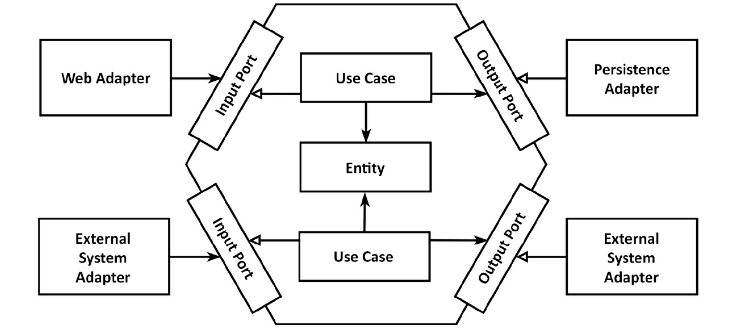 Web Adapter
Input Port
Use Case
Output Port
Persistence
Adapter
Entity
External
System
Adapter
Input Port
Use Case
Output Port
External
System
Adapter